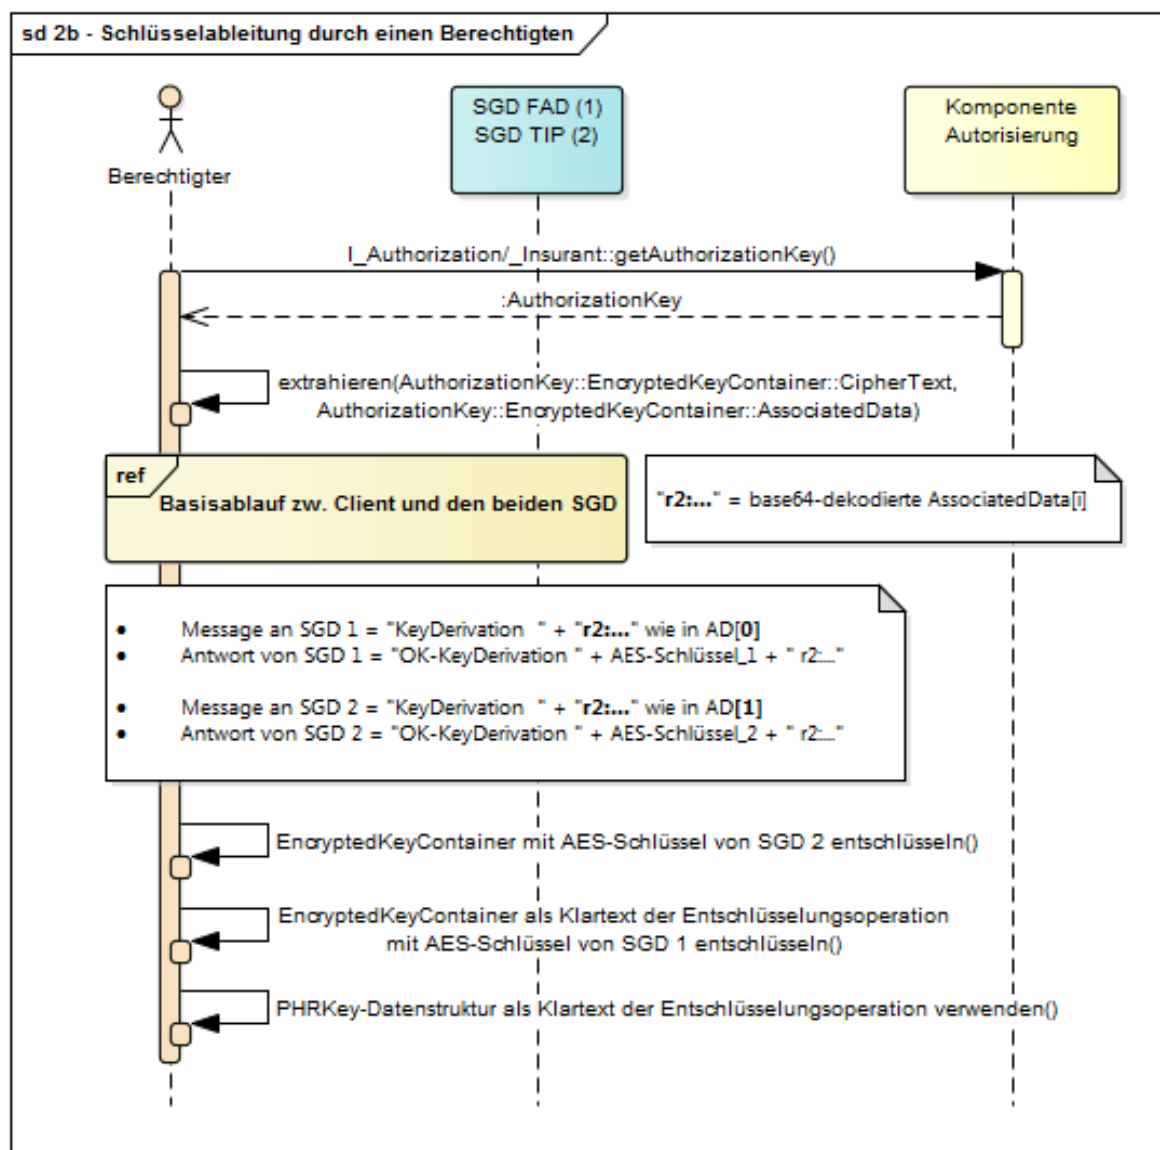 sd 2b - Schlüsselableitung durch einen Berechtigten
SGD FAD (1)
SGD TIP (2)
Komponente
Autorisierung
Berechtigter
I_Authorization/_Insurant::getAuthorizationKey()
:AuthorizationKey
extrahieren(AuthorizationKey::EncryptedKeyContainer::CipherText,
AuthorizationKey::EncryptedKeyContainer::AssociatedData)
ref
Basisablauf zw. Client und den beiden SGD
"r2:..." = base64-dekodierte AssociatedData[i]
• Message an SGD 1 = "KeyDerivation " + "r2:..." wie in AD[0]
• Antwort von SGD 1 = "OK-KeyDerivation " + AES-Schlüssel_1 + " r2:..."
• Message an SGD 2 = "KeyDerivation " + "r2:..." wie in AD[1]
• Antwort von SGD 2 = "OK-KeyDerivation " + AES-Schlüssel_2 + " r2:..."
EncryptedKeyContainer mit AES-Schlüssel von SGD 2 entschlüseln()
EncryptedKeyContainer als Klartext der Entschlüsselungsoperation
mit AES-Schlüssel von SGD 1 entschlüseln()
PHRKey-Datenstruktur als Klartext der Entschlüsselungsoperation verwenden()